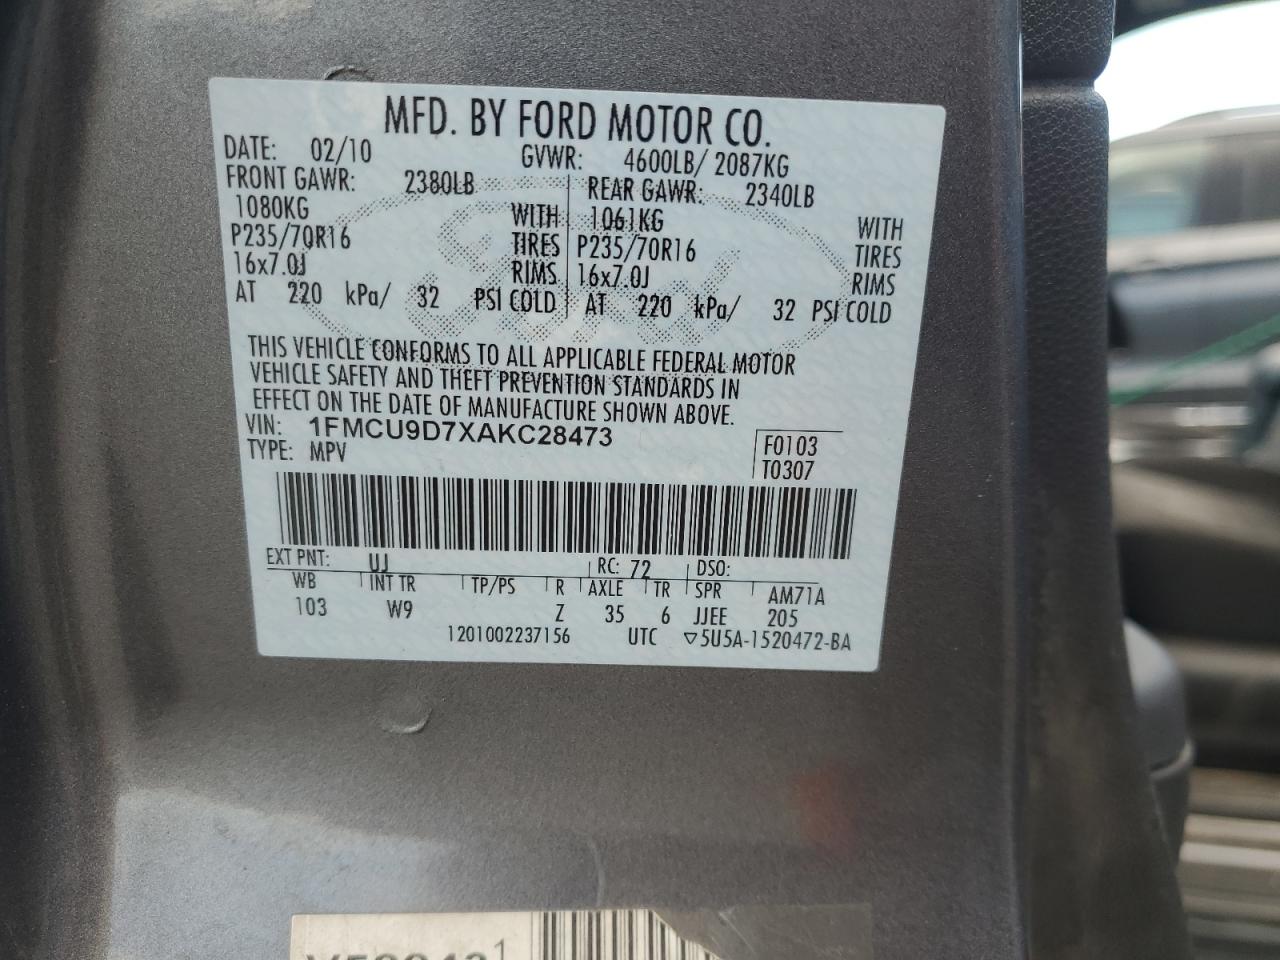 MFD. BY FORD MOTOR CO.
DATE: 02/10 GVWR: 4600LB/ 2087KG
FRONT GAWR: 2380LB REAR GAWR: 2340LB
1080KG WITH 1061KG WITH
P235/70R16 TIRES P235/70R16 TIRES
16x7.0J RIMS 16x7.0J RIMS
AT 220 kPa/ 32 PSI COLD AT 220 kPa/ 32 PSI COLD
THIS VEHICLE CONFORMS TO ALL APPLICABLE FEDERAL MOTOR
VEHICLE SAFETY AND THEFT PREVENTION STANDARDS IN
EFFECT ON THE DATE OF MANUFACTURE SHOWN ABOVE.
VIN: 1FMCU9D7XAKC28473
TYPE: MPV
F0103
T0307
EXT PNT: UJ RC: 72 DSO:
WB INT TR TP/PS R AXLE TR SPR AM71A
103 W9 Z 35 6 JJEE 205
1201002237156 UTC ▽5U5A-1520472-BA